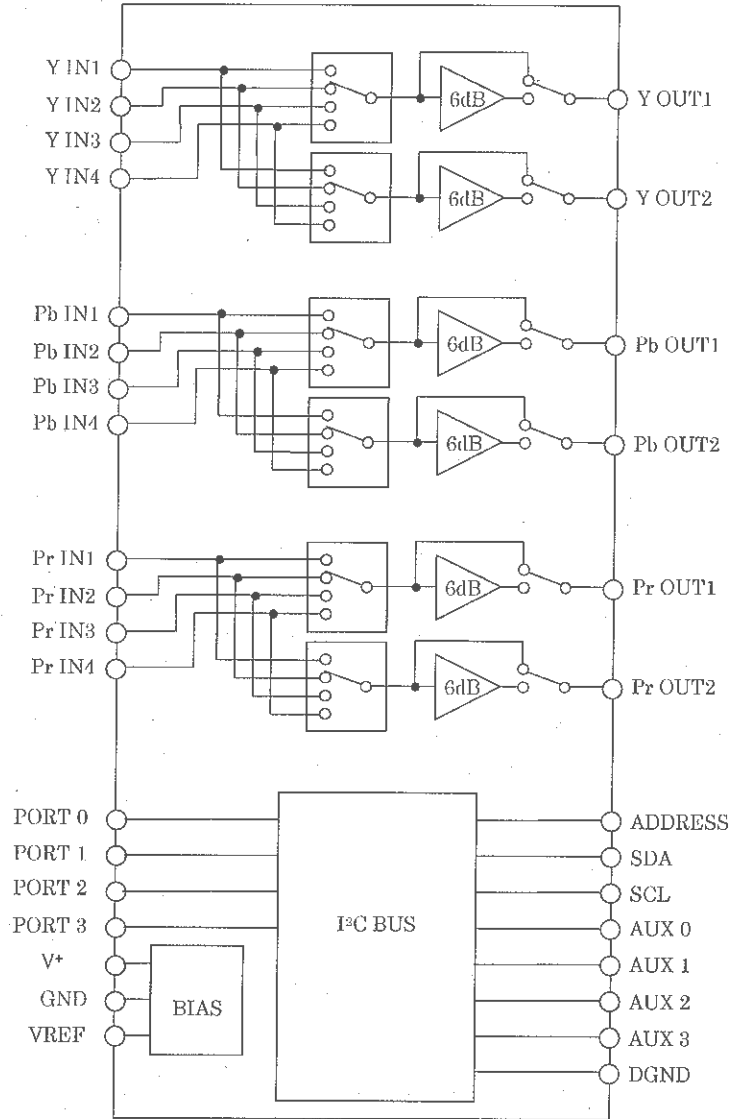 Y IN1
Y IN2
Y IN3
Y IN4
6dB
Y OUT1
6dB
Y OUT2
Pb IN1
Pb IN2
Pb IN3
Pb IN4
6dB
Pb OUT1
6dB
Pb OUT2
Pr IN1
Pr IN2
Pr IN3
Pr IN4
6dB
Pr OUT1
6dB
Pr OUT2
PORT 0
PORT 1
PORT 2
PORT 3
V+
GND
VREF
BIAS
I²C BUS
ADDRESS
SDA
SCL
AUX 0
AUX 1
AUX 2
AUX 3
DGND